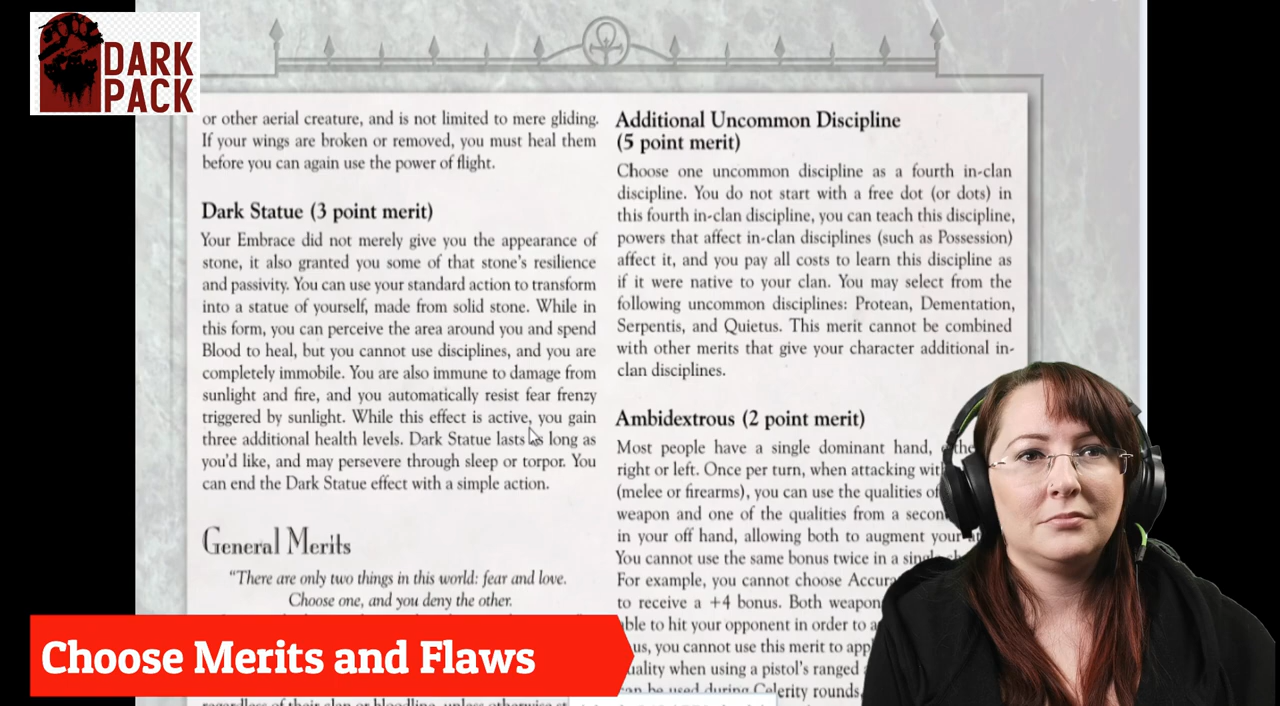 DARK
PACK
or other aerial creature, and is not limited to mere gliding.
If your wings are broken or removed, you must heal them
before you can again use the power of flight.
Dark Statue (3 point merit)
Your Embrace did not merely give you the appearance of
stone, it also granted you some of that stone's resilience
and passivity. You can use your standard action to transform
into a statue of yourself, made from solid stone. While in
this form, you can perceive the area around you and spend
Blood to heal, but you cannot use disciplines, and you are
completely immobile. You are also immune to damage from
sunlight and fire, and you automatically resist fear frenzy
triggered by sunlight. While this effect is active, you gain
three additional health levels. Dark Statue lasts as long as
you'd like, and may persevere through sleep or torpor. You
can end the Dark Statue effect with a simple action.
General Merits
"There are only two things in this world: fear and love.
Choose one, and you deny the other.
Additional Uncommon Discipline
(5 point merit)
Choose one uncommon discipline as a fourth in-clan
discipline. You do not start with a free dot (or dots) in
this fourth in-clan discipline, you can teach this discipline,
powers that affect in-clan disciplines (such as Possession)
affect it, and you pay all costs to learn this discipline as
if it were native to your clan. You may select from the
following uncommon disciplines: Protean, Dementation,
Serpentis, and Quietus. This merit cannot be combined
with other merits that give your character additional in-
clan disciplines.
Ambidextrous (2 point merit)
Most people have a single dominant hand,
right or left. Once per turn, when attacking
(melee or firearms), you can use the qualities of
weapon and one of the qualities from a
in your off hand, allowing both to augment your
You cannot use the same bonus twice in a
For example, you cannot choose
to receive a +4 bonus. Both
to hit your opponent in order to
you cannot use this merit to
when using a pistol's ranged
can be used during Celerity rounds.
Choose Merits and Flaws
regardless of their clan or bloodline, unless otherwise